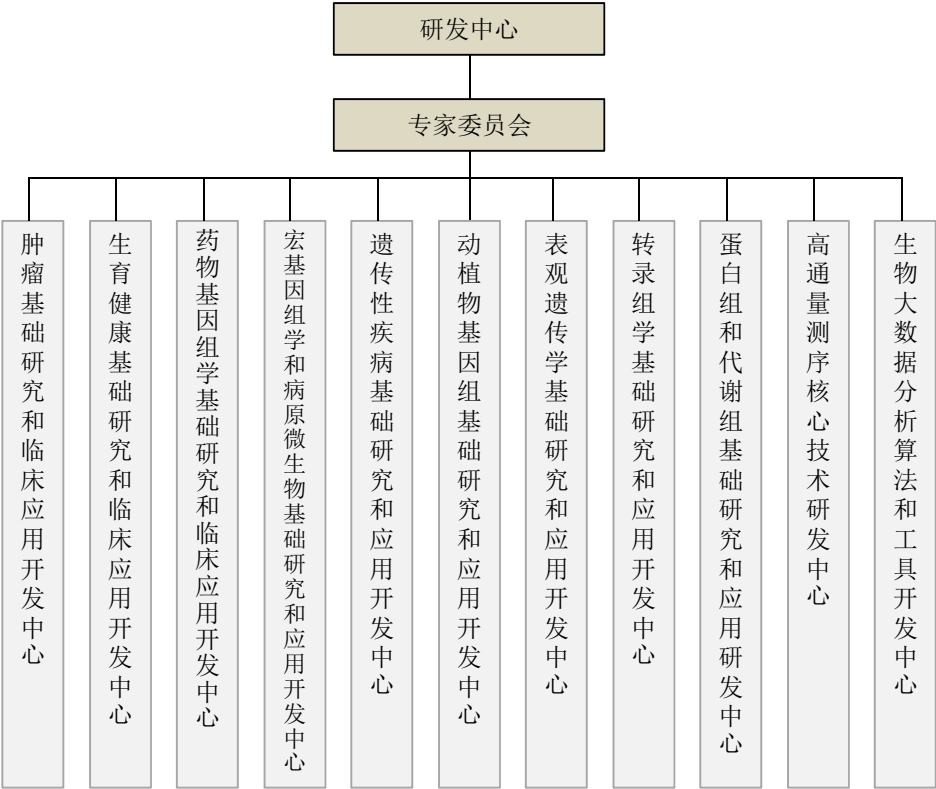 研发中心
专家委员会
肿瘤基础研究和临床应用开发中心
生育健康基础研究和临床应用开发中心
药物基因组学基础研究和临床应用开发中心
宏基因组学和病原微生物基础研究和应用开发中心
遗传性疾病基础研究和应用开发中心
动植物基因组基础研究和应用开发中心
表观遗传学基础研究和应用开发中心
转录组学基础研究和应用开发中心
蛋白组和代谢组基础研究和应用研发中心
高通量测序核心技术研发中心
生物大数据分析算法和工具开发中心